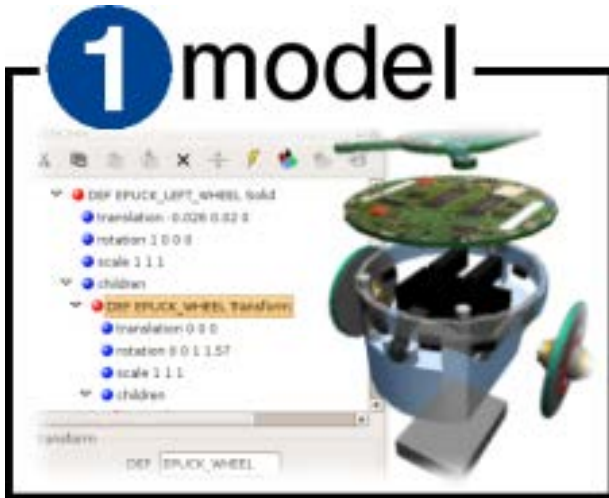 1 model
DEF EPUCK_LEFT_WHEEL Solid
translation -0.026 0.02 0
rotation 1 0 0 0
scale 1 1 1
children
DEF EPUCK_WHEEL Transform
translation 0 0 0
rotation 0 0 1 1.57
scale 1 1 1
children
Transform
DEF EPUCK_WHEEL